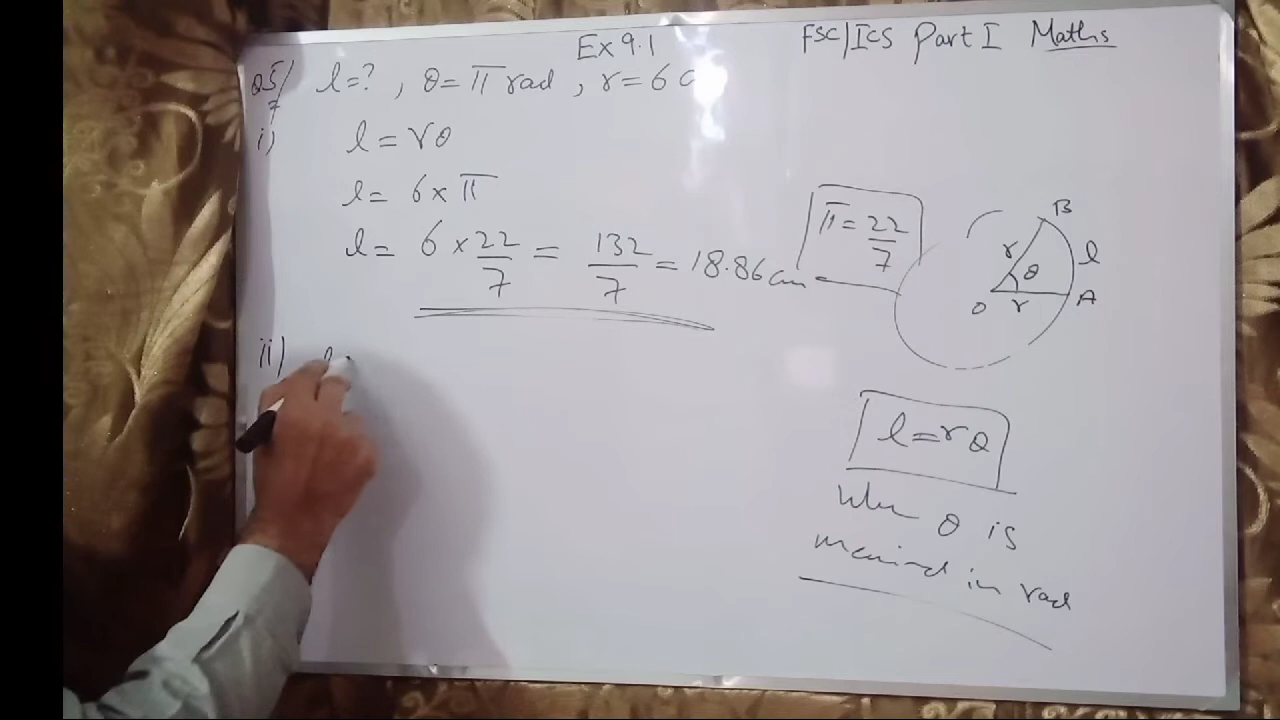 Ex 9.1
FSC/ICS Part I Maths
Q5/ l=?, θ=π rad, r=6 c
i) l = rθ
l = 6 × π
l = 6 × 22/7 = 132/7 = 18.86 cm
π = 22/7
B
r θ l
O r A
ii) l
l = rθ
when θ is
measured in rad